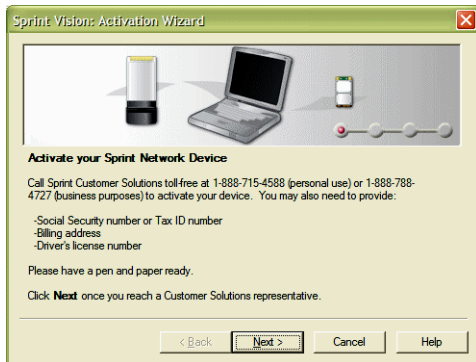 Sprint Vision: Activation Wizard
Activate your Sprint Network Device
Call Sprint Customer Solutions toll-free at 1-888-715-4588 (personal use) or 1-888-788-
4727 (business purposes) to activate your device. You may also need to provide:
-Social Security number or Tax ID number
-Billing address
-Driver's license number
Please have a pen and paper ready.
Click Next once you reach a Customer Solutions representative.
< Back Next > Cancel Help